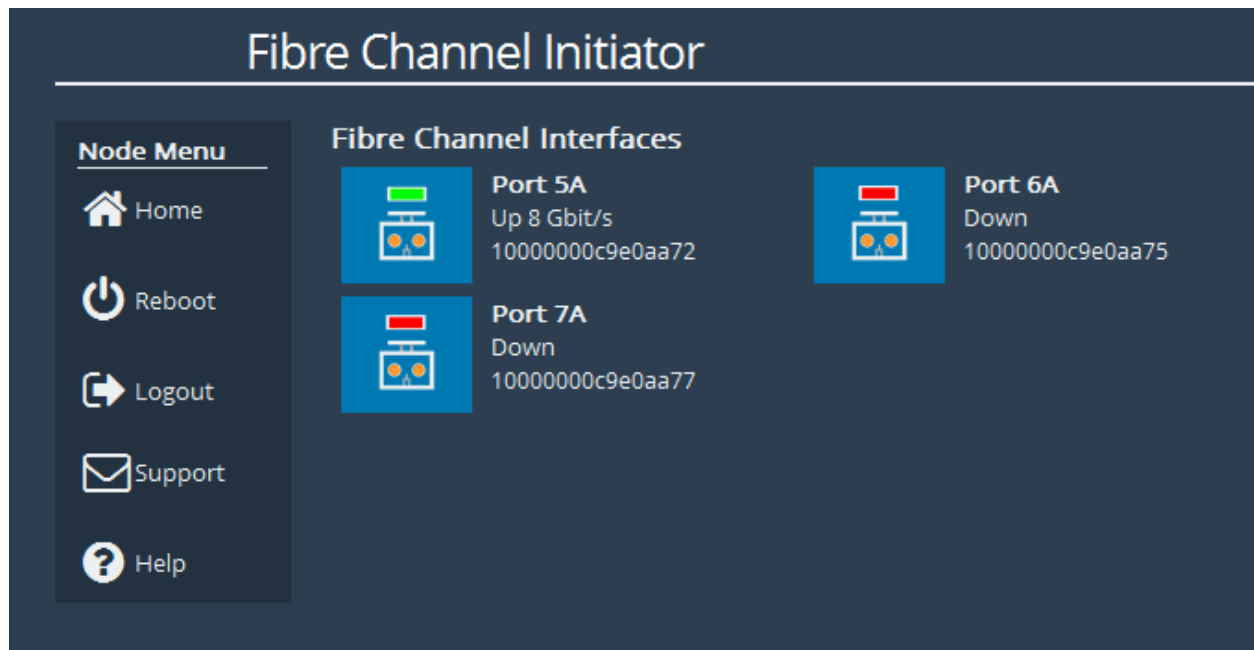 Fibre Channel Initiator
Node Menu
Home
Reboot
Logout
Support
Help
Fibre Channel Interfaces
Port 5A
Up 8 Gbit/s
10000000c9e0aa72
Port 6A
Down
10000000c9e0aa75
Port 7A
Down
10000000c9e0aa77